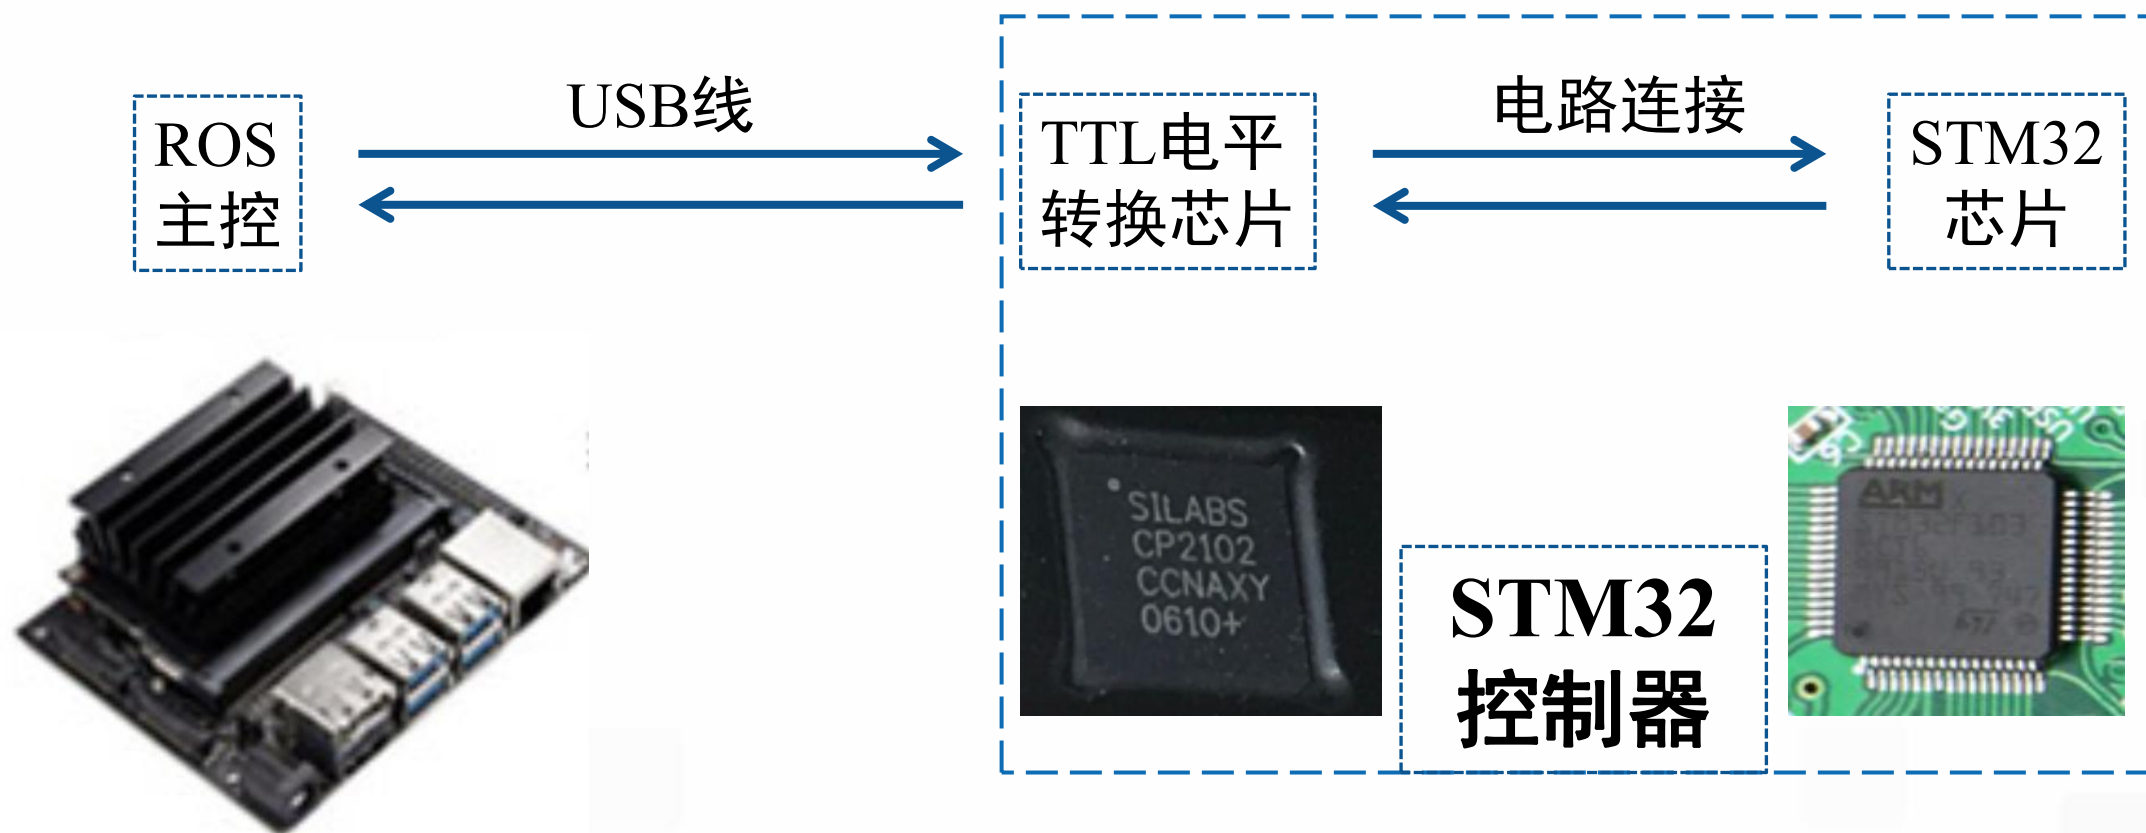 USB线
电路连接
ROS
主控
TTL电平
转换芯片
STM32
芯片
SILABS
CP2102
CCNAXY
0610+
ARM
STM32
控制器